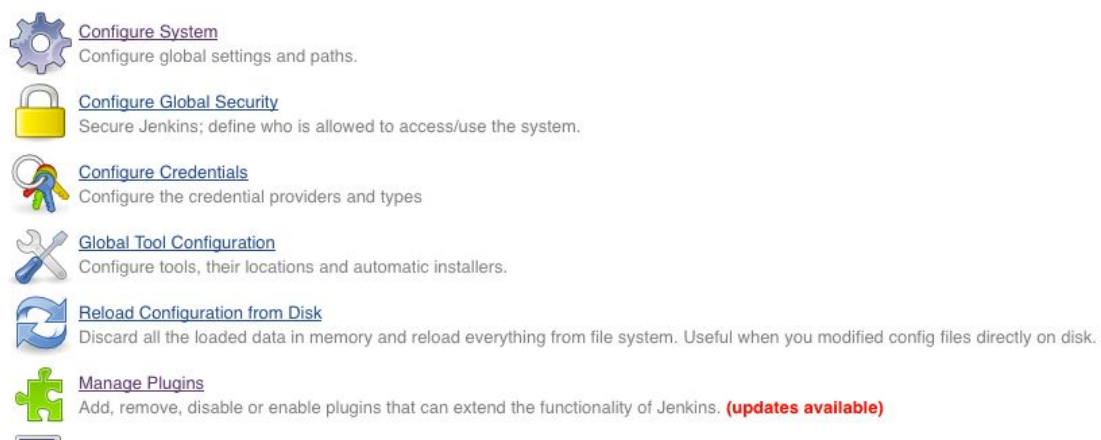 Configure System
Configure global settings and paths.
Configure Global Security
Secure Jenkins; define who is allowed to access/use the system.
Configure Credentials
Configure the credential providers and types
Global Tool Configuration
Configure tools, their locations and automatic installers.
Reload Configuration from Disk
Discard all the loaded data in memory and reload everything from file system. Useful when you modified config files directly on disk.
Manage Plugins
Add, remove, disable or enable plugins that can extend the functionality of Jenkins. (updates available)